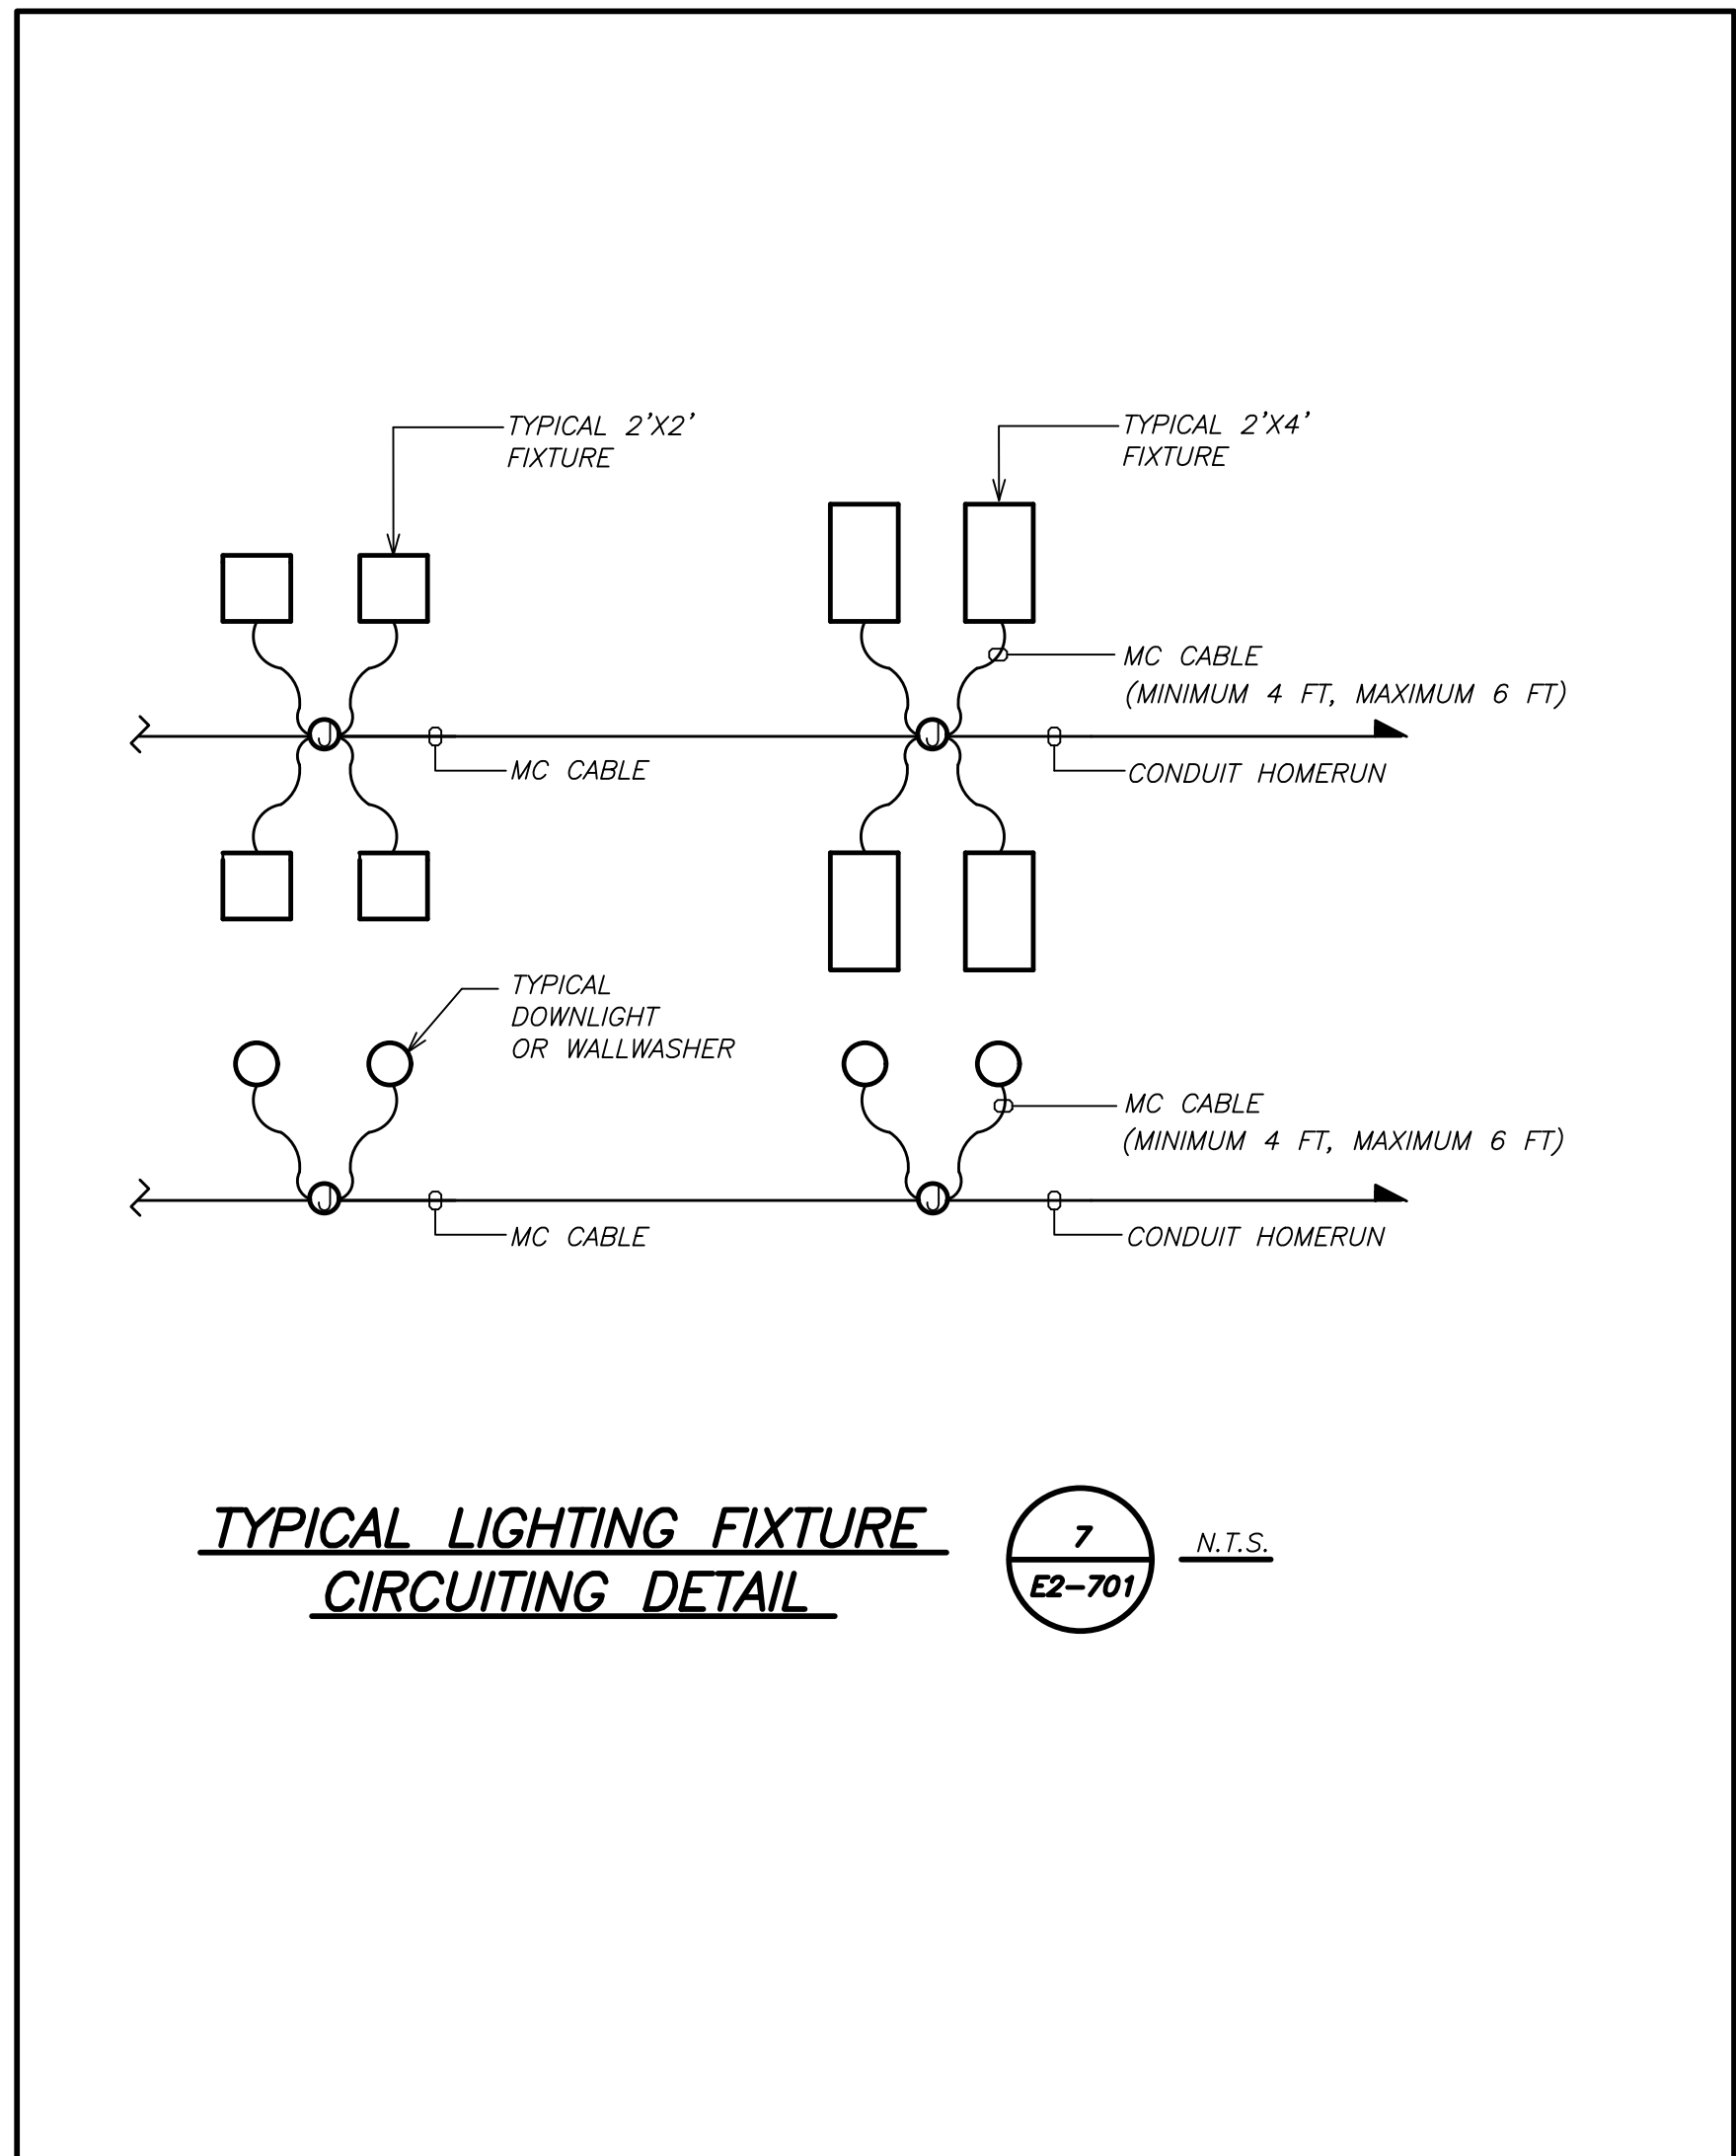 TYPICAL 2'X2'
FIXTURE
TYPICAL 2'X4'
FIXTURE
MC CABLE
(MINIMUM 4 FT, MAXIMUM 6 FT)
J
J
MC CABLE
CONDUIT HOMERUN
TYPICAL
DOWNLIGHT
OR WALLWASHER
MC CABLE
(MINIMUM 4 FT, MAXIMUM 6 FT)
J
J
MC CABLE
CONDUIT HOMERUN
TYPICAL LIGHTING FIXTURE
CIRCUITING DETAIL
7
E2-701
N.T.S.